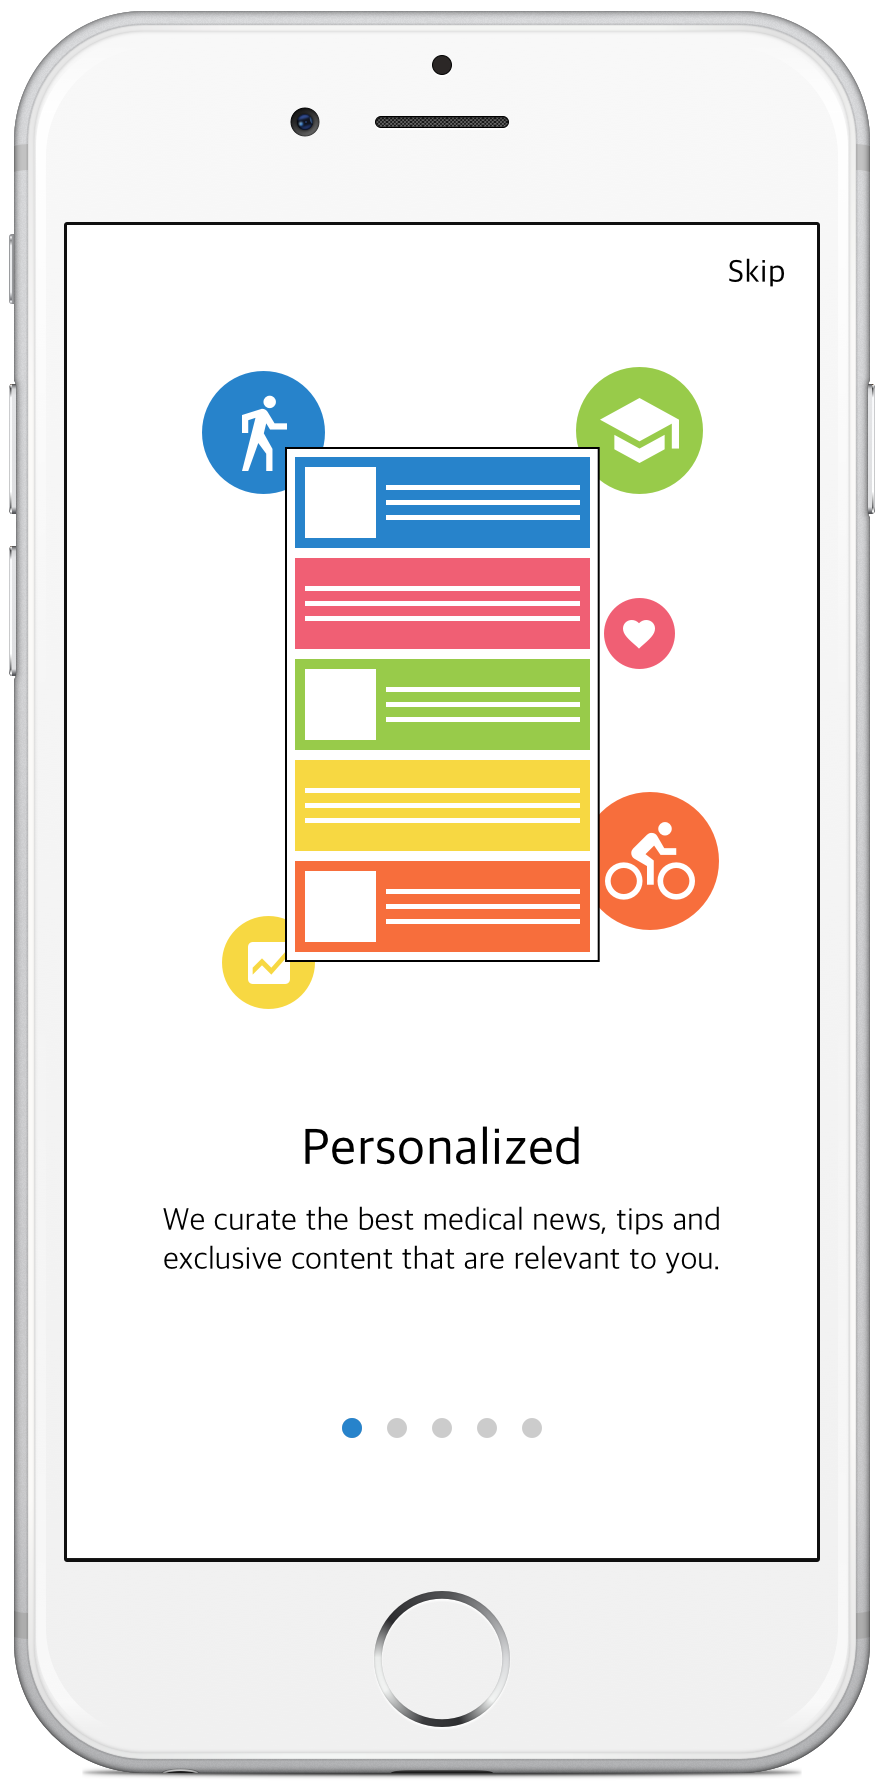 Skip
Personalized
We curate the best medical news, tips and
exclusive content that are relevant to you.